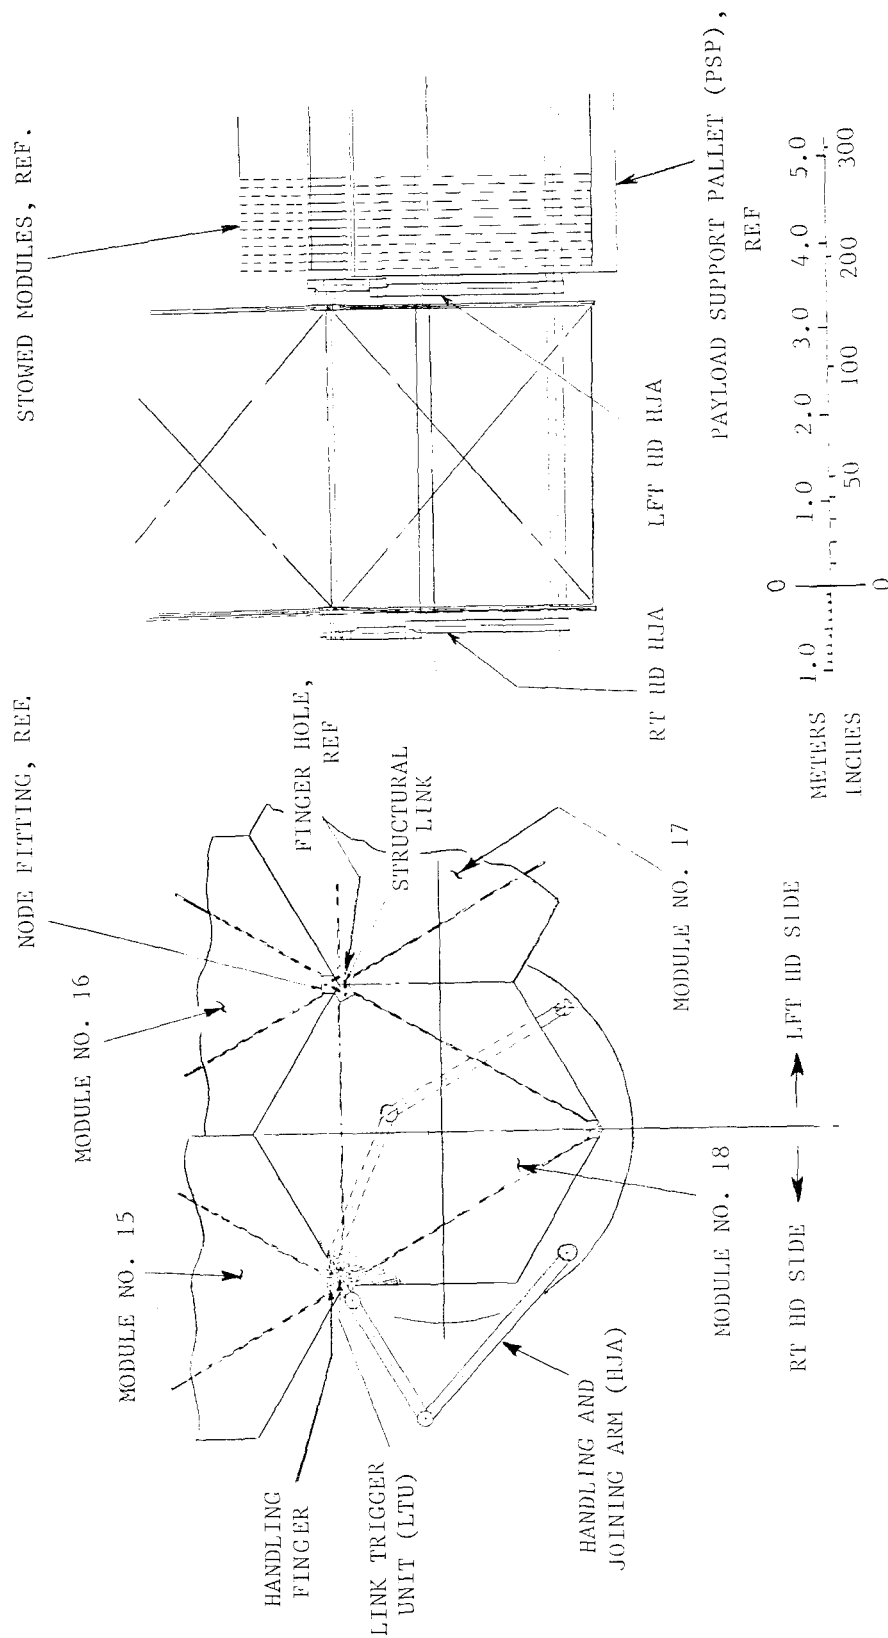 NODE FITTING, REF.
STOWED MODULES, REF.
MODULE NO. 16
MODULE NO. 15
HANDLING
FINGER
LINK TRIGGER
UNIT (LTU)
FINGER HOLE,
REF
STRUCTURAL
LINK
HANDLING AND
JOINING ARM (HJA)
MODULE NO. 18
MODULE NO. 17
RT HD SIDE
LFT HD SIDE
RT HD HJA
LFT HD HJA
PAYLOAD SUPPORT PALLET (PSP),
REF
METERS 1.0 0 1.0 2.0 3.0 4.0 5.0
INCHES 0 50 100 200 300